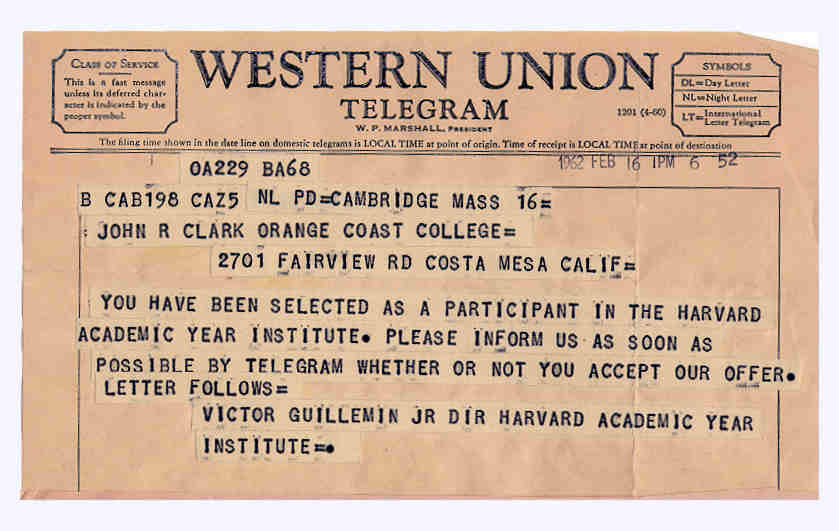 CLASS OF SERVICE
This is a fast message
unless its deferred char-
acter is indicated by the
proper symbol.
WESTERN UNION
TELEGRAM
W. P. MARSHALL, PRESIDENT
1201 (4-60)
SYMBOLS
DL=Day Letter
NL=Night Letter
LT=International
Letter Telegram
The filing time shown in the date line on domestic telegrams is LOCAL TIME at point of origin. Time of receipt is LOCAL TIME at point of destination
1962 FEB 16 1PM 6 52
OA229 BA68
B CAB198 CAZ5 NL PD=CAMBRIDGE MASS 16=
JOHN R CLARK ORANGE COAST COLLEGE=
2701 FAIRVIEW RD COSTA MESA CALIF=
YOU HAVE BEEN SELECTED AS A PARTICIPANT IN THE HARVARD
ACADEMIC YEAR INSTITUTE. PLEASE INFORM US AS SOON AS
POSSIBLE BY TELEGRAM WHETHER OR NOT YOU ACCEPT OUR OFFER.
LETTER FOLLOWS=
VICTOR GUILLEMIN JR DIR HARVARD ACADEMIC YEAR
INSTITUTE=.